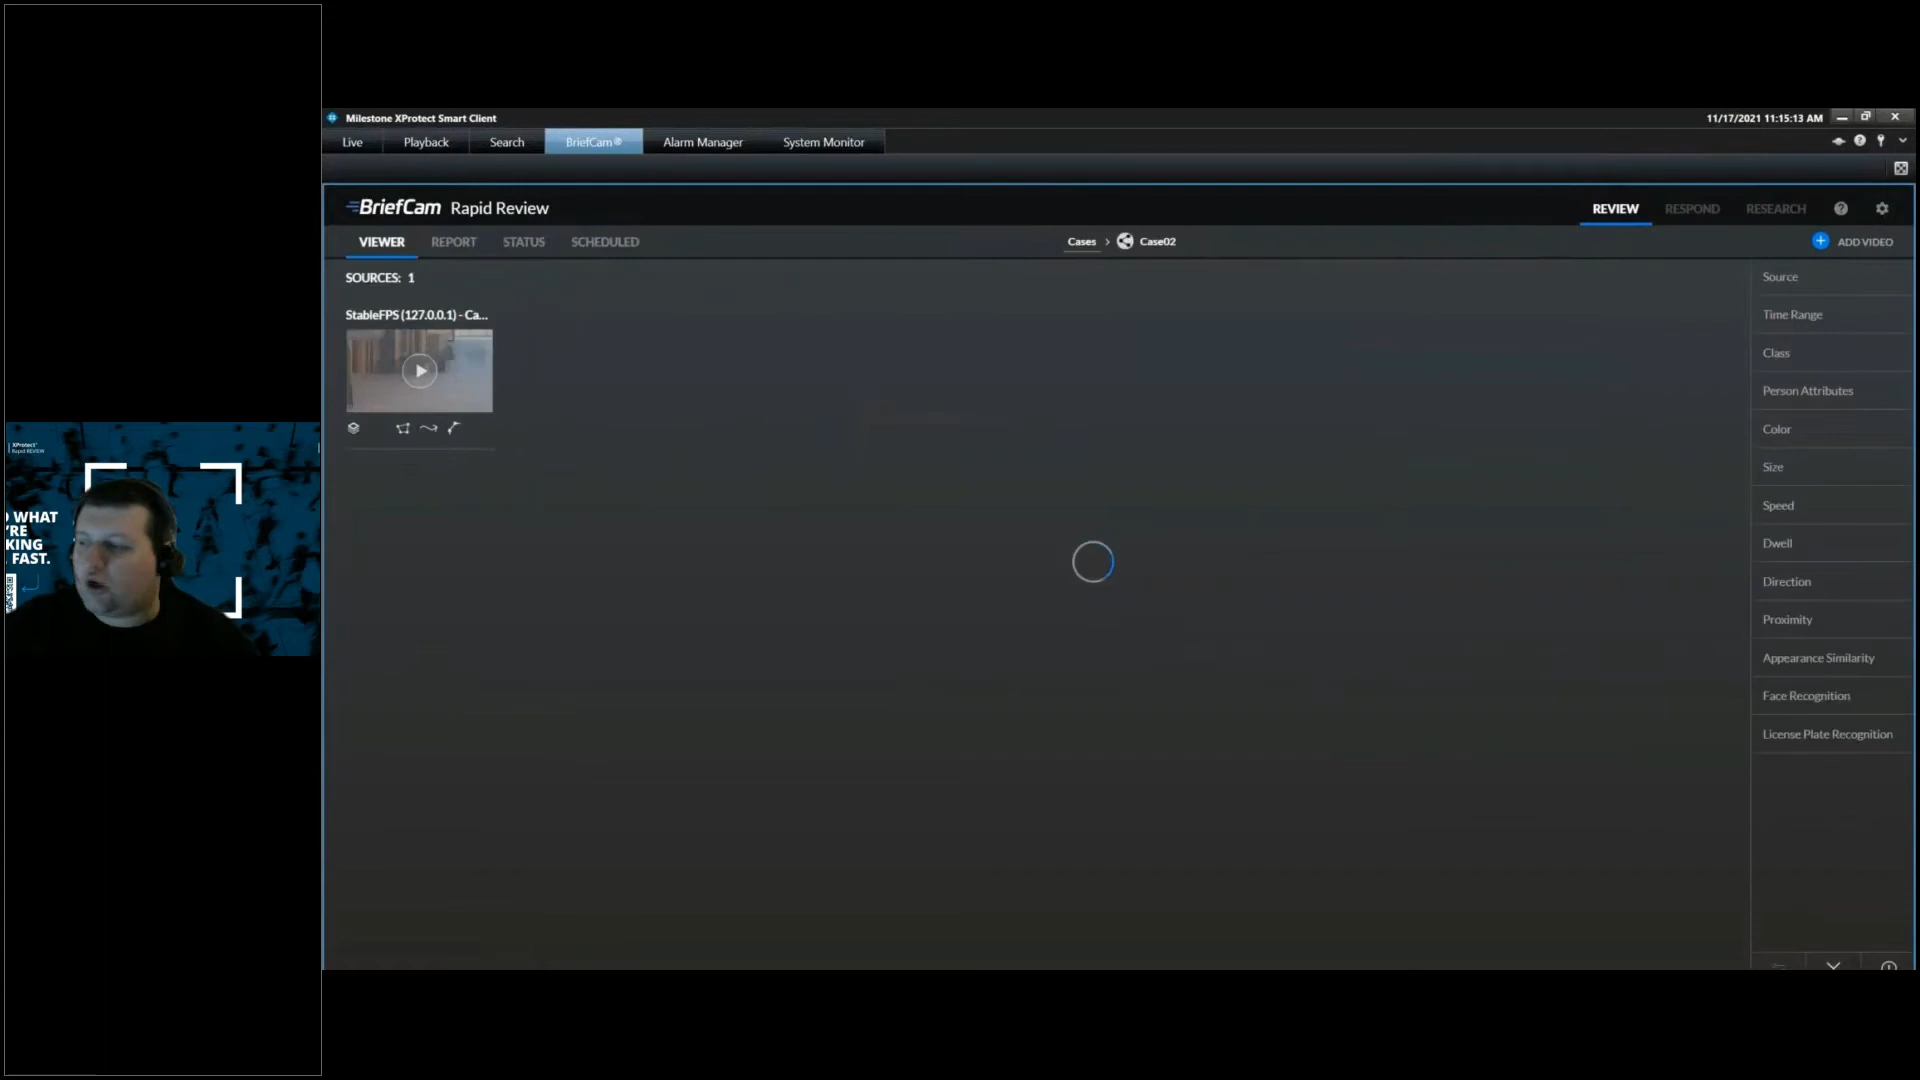 Milestone XProtect Smart Client
11/17/2021 11:15:13 AM
Live
Playback
Search
BriefCam®
Alarm Manager
System Monitor
BriefCam Rapid Review
REVIEW
RESPOND
RESEARCH
VIEWER
REPORT
STATUS
SCHEDULED
Cases › Case02
ADD VIDEO
SOURCES: 1
StableFPS (127.0.0.1) - Ca...
Source
Time Range
Class
Person Attributes
Color
Size
Speed
Dwell
Direction
Proximity
Appearance Similarity
Face Recognition
License Plate Recognition
XProtect®
Rapid REVIEW
WHAT
'RE
KING
FAST.